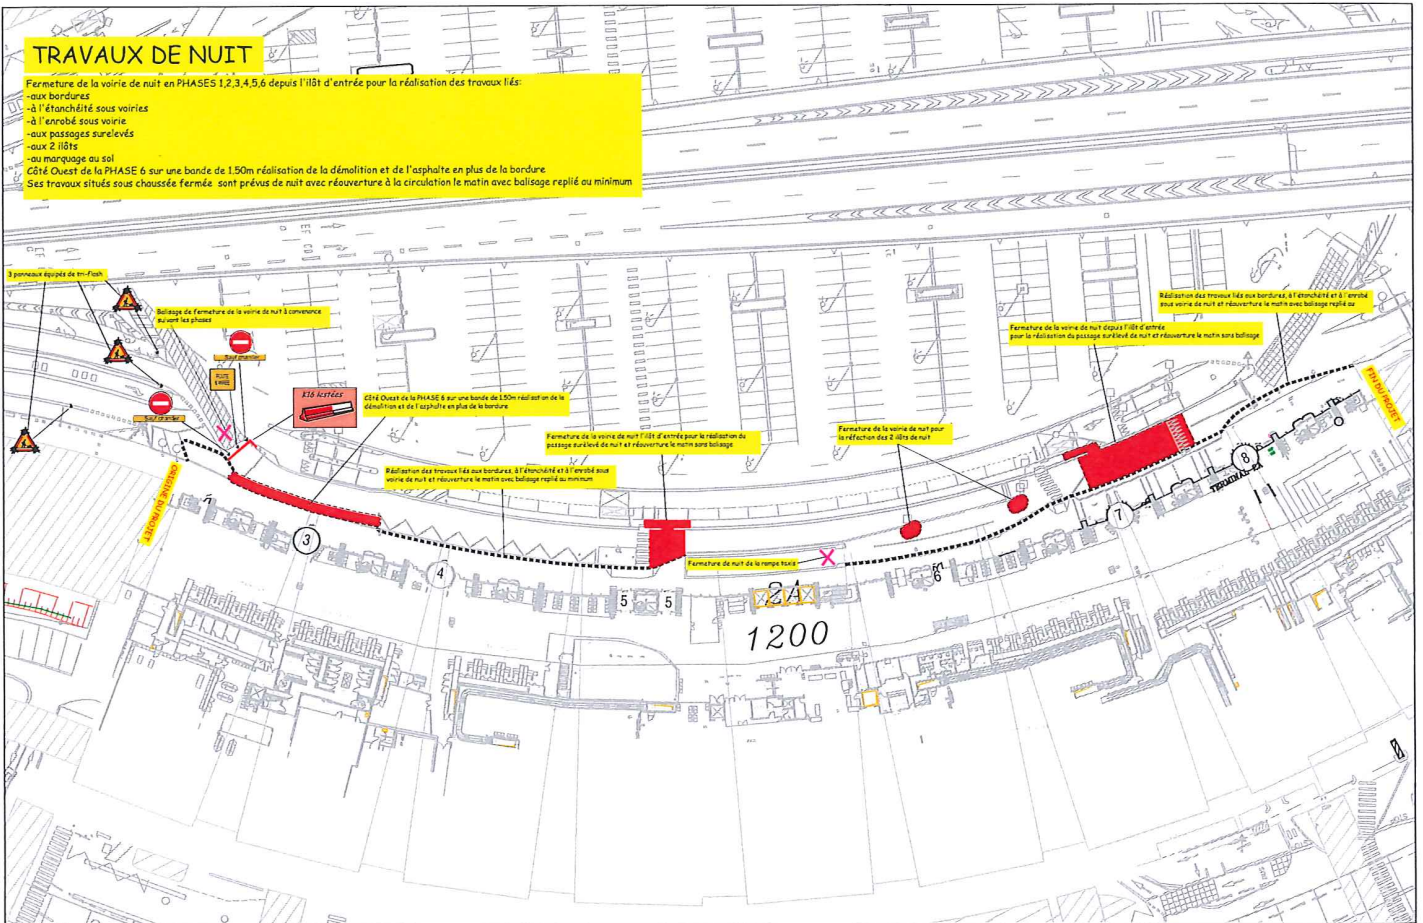 TRAVAUX DE NUIT
Fermeture de la voirie de nuit en PHASES 1,2,3,4,5,6 depuis l'ilôt d'entrée pour la réalisation des travaux liés:
-aux bordures
-à l'étanchéité sous voiries
-à l'enrobé sous voirie
-aux passages surelevés
-aux 2 ilôts
-au marquage au sol
Côté Ouest de la PHASE 6 sur une bande de 1.50m réalisation de la démolition et de l'asphalte en plus de la bordure
Ses travaux situés sous chaussée fermée sont prévus de nuit avec réouverture à la circulation le matin avec balisage replié au minimum
3 panneaux équipés de tri-flash
Balisage de fermeture de la voirie de nuit à convenance
suivant les phases
Sauf chantier
ROUTE
BARREE
Sauf chantier
K16 lestées
Côté Ouest de la PHASE 6 sur une bande de 1.50m réalisation de la
démolition et de l'asphalte en plus de la bordure
Réalisation des travaux liés aux bordures, à l'étanchéité et à l'enrobé sous
voirie de nuit et réouverture le matin avec balisage replié au minimum
Fermeture de la voirie de nuit l'ilôt d'entrée pour la réalisation du
passage surélevé de nuit et réouverture le matin sans balisage
Fermeture de la voirie de nuit pour
la réfection des 2 ilôts de nuit
Fermeture de la voirie de nuit depuis l'ilôt d'entrée
pour la réalisation du passage surélevé de nuit et réouverture le matin sans balisage
Réalisation des travaux liés aux bordures, à l'étanchéité et à l'enrobé
sous voirie de nuit et réouverture le matin avec balisage replié au
Fermeture de nuit de la rampe taxis
ORIGINE DU PROJET
FIN DU PROJET
3
4
5
5
2A
6
7
8
1200